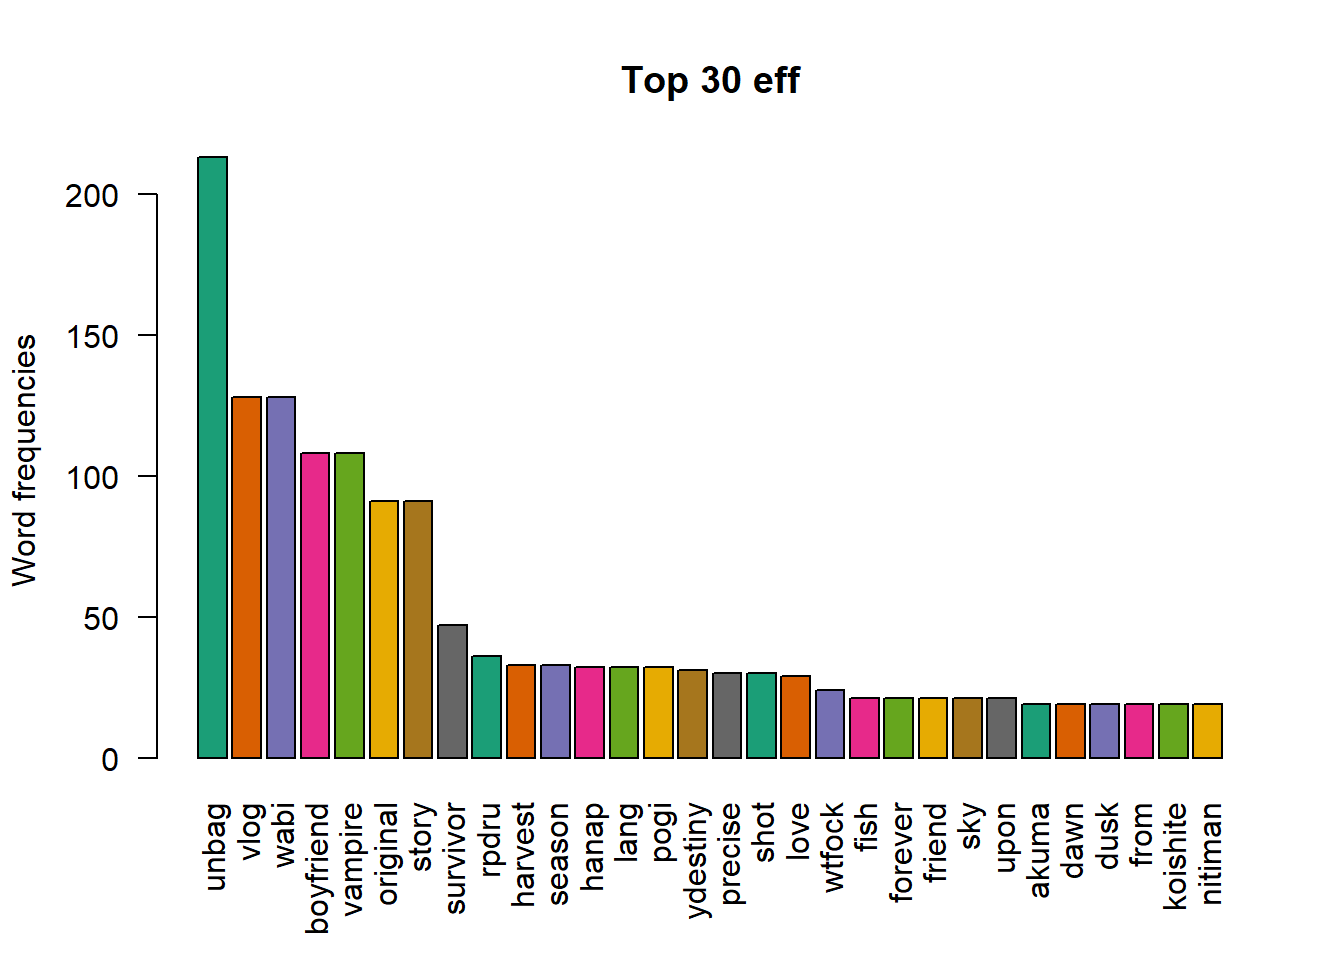 Top 30 eff
Word frequencies
200
150
100
50
0
unbag
vlog
wabi
boyfriend
vampire
original
story
survivor
rpdru
harvest
season
hanap
lang
pogi
ydestiny
precise
shot
love
wtfock
fish
forever
friend
sky
upon
akuma
dawn
dusk
from
koishite
nitiman